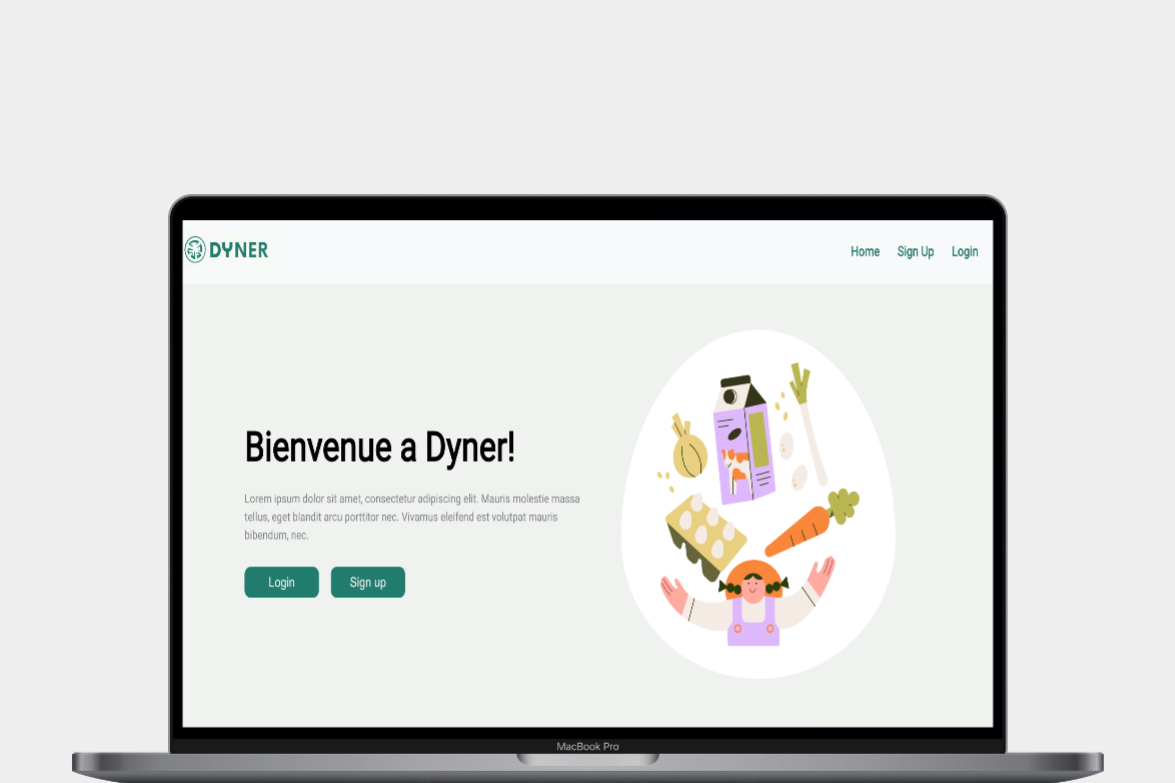 DYNER
Home Sign Up Login
Bienvenue a Dyner!
Lorem ipsum dolor sit amet, consectetur adipiscing elit. Mauris molestie massa
tellus, eget blandit arcu porttitor nec. Vivamus eleifend est volutpat mauris
bibendum, nec.
Login Sign up
MacBook Pro